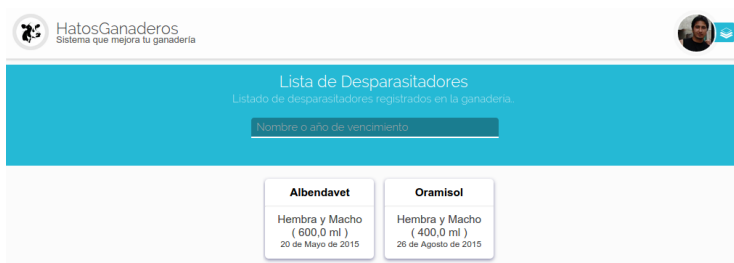 HatosGanaderos
Sistema que mejora tu ganadería
Lista de Desparasitadores
Listado de desparasitadores registrados en la ganadería..
Nombre o año de vencimiento
Albendavet
Hembra y Macho
( 600,0 ml )
20 de Mayo de 2015
Oramisol
Hembra y Macho
( 400,0 ml )
26 de Agosto de 2015